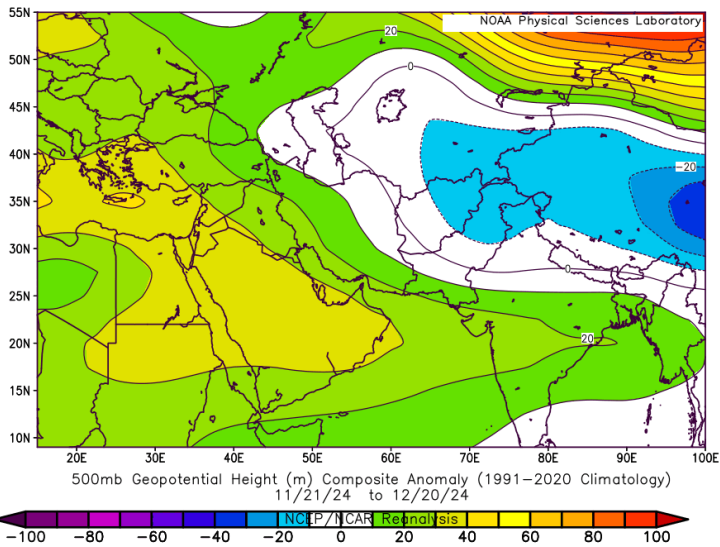 NOAA Physical Sciences Laboratory
55N
20
50N
0
45N
40N
-20
35N
30N
0
25N
20
20N
15N
10N
20E 30E 40E 50E 60E 70E 80E 90E 100E
500mb Geopotential Height (m) Composite Anomaly (1991-2020 Climatology)
11/21/24 to 12/20/24
NCEP/NCAR Reanalysis
-100 -80 -60 -40 -20 0 20 40 60 80 100